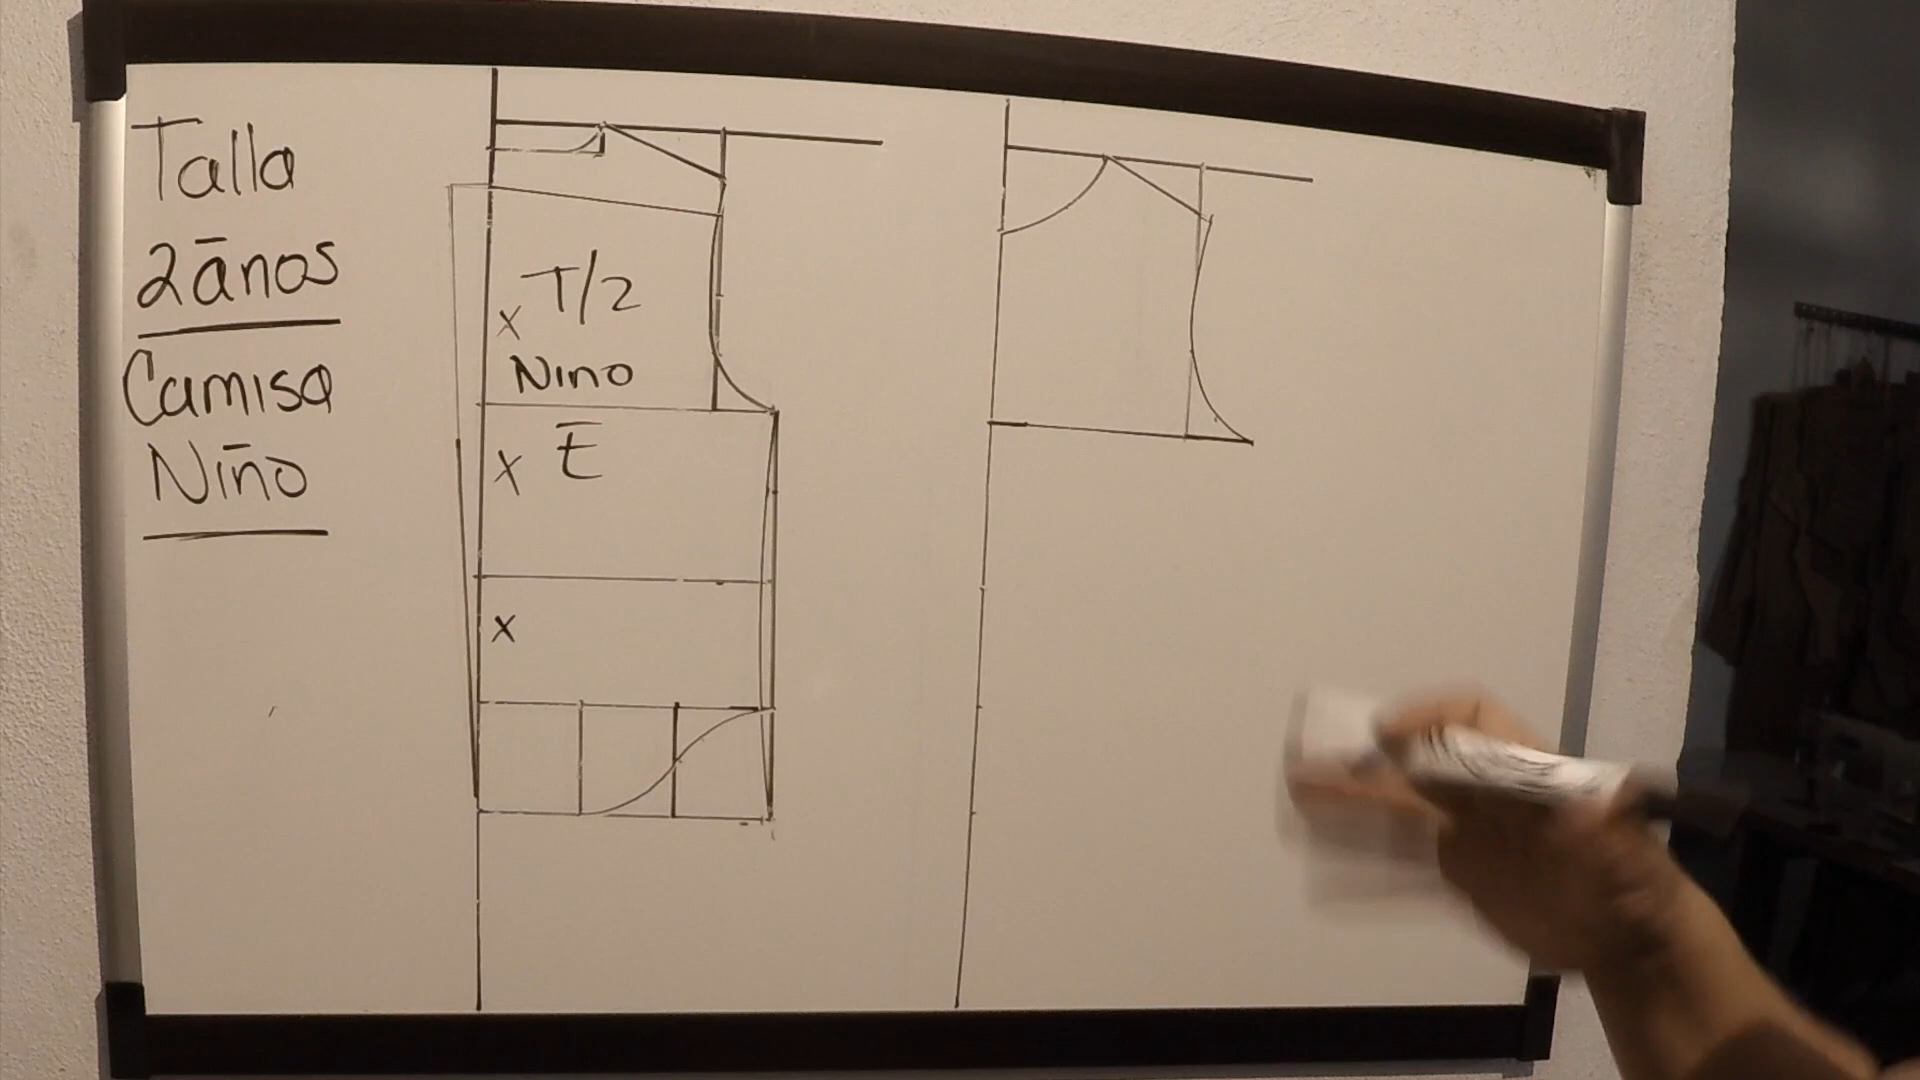 Talla
2 años
Camisa
Niño
x T/2
Nino
x E
x